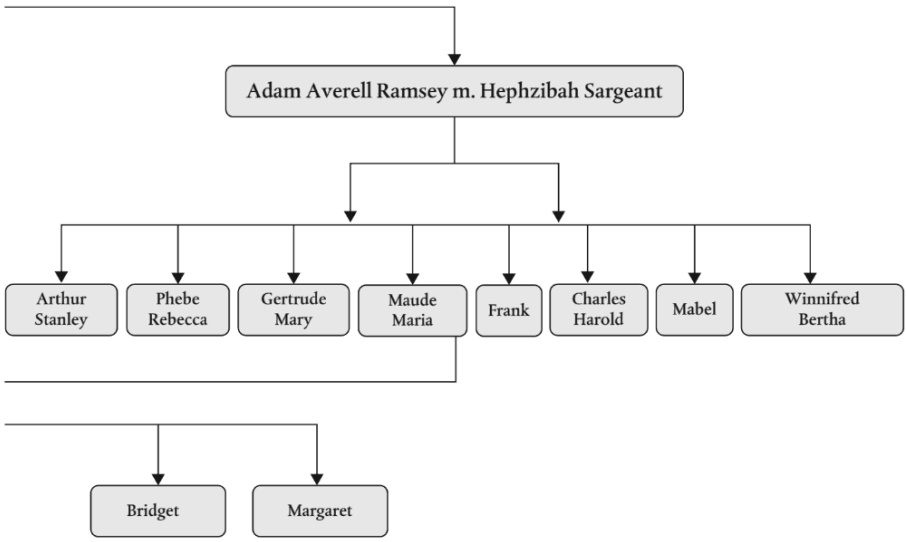 Adam Averell Ramsey m. Hephzibah Sargeant
Arthur
Stanley
Phebe
Rebecca
Gertrude
Mary
Maude
Maria
Frank
Charles
Harold
Mabel
Winnifred
Bertha
Bridget
Margaret